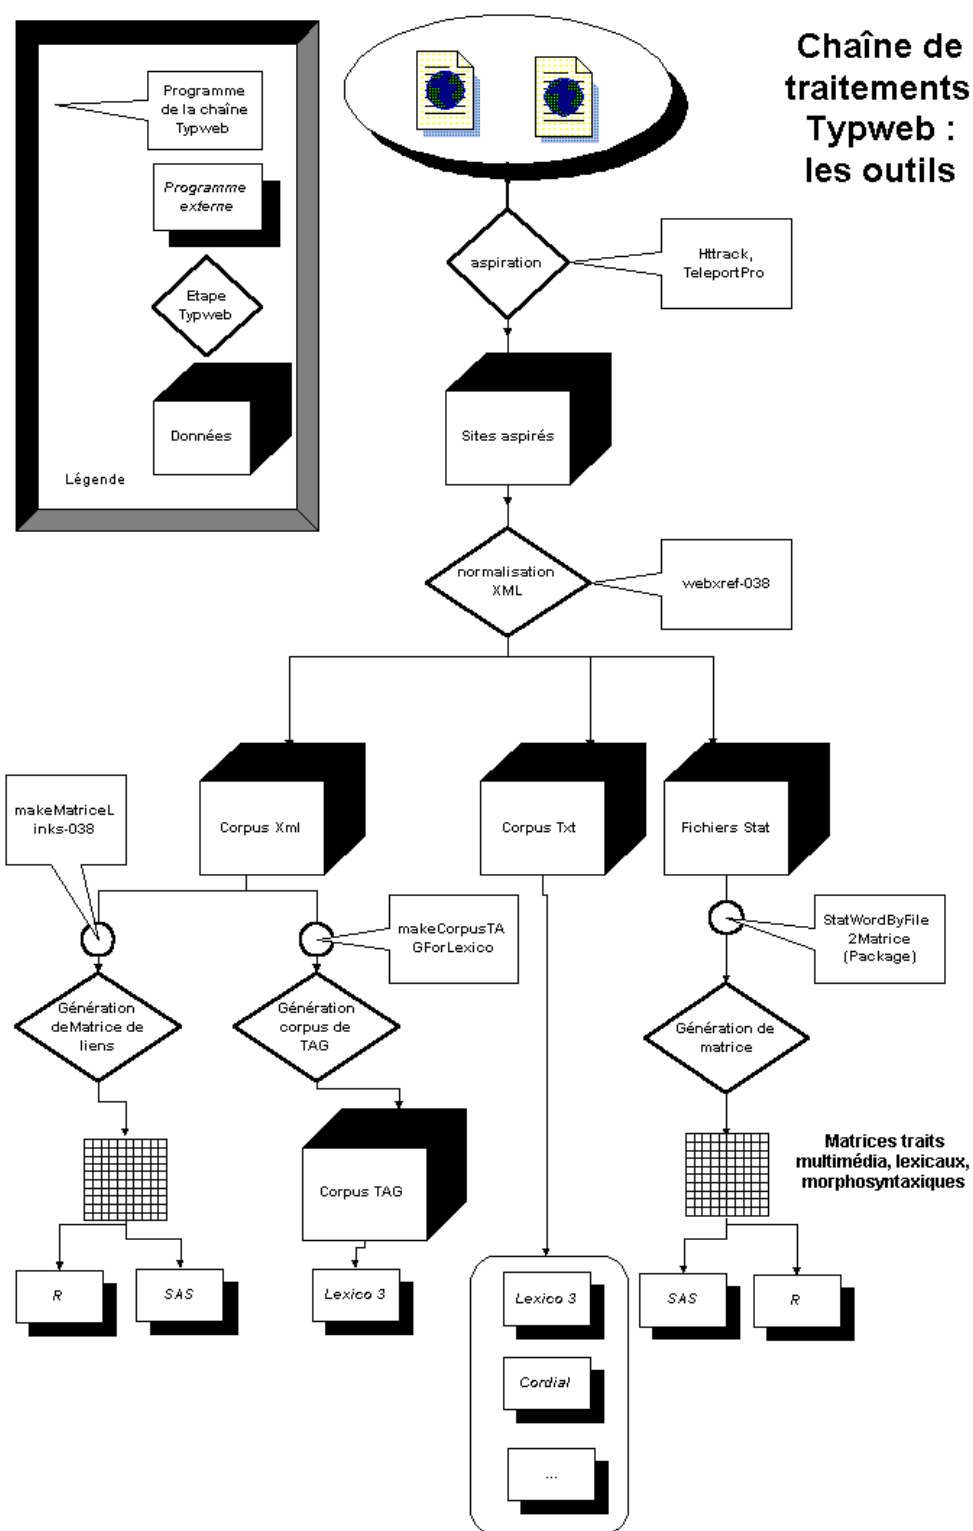 Chaîne de
traitements
Typweb :
les outils
Programme
de la chaîne
Typweb
Programme
externe
Etape
Typweb
Données
Légende
aspiration
Httrack,
TeleportPro
Sites aspirés
normalisation
XML
webxref-038
makeMatriceL
inks-038
Corpus Xml
Corpus Txt
Fichiers Stat
makeCorpusTA
GForLexico
StatWordByFile
2Matrice
(Package)
Génération
deMatrice de
liens
Génération
corpus de
TAG
Génération de
matrice
Matrices traits
multimédia, lexicaux,
morphosyntaxiques
Corpus TAG
R
SAS
Lexico 3
Lexico 3
SAS
R
Cordial
...